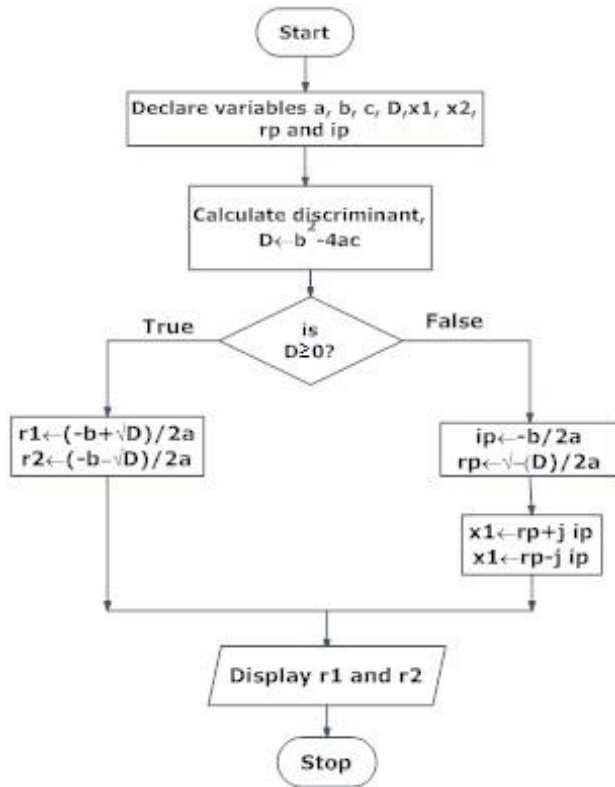 Start
Declare variables a, b, c, D,x1, x2,
rp and ip
Calculate discriminant,
D←b²-4ac
is
D≥0?
True
False
r1←(-b+√D)/2a
r2←(-b-√D)/2a
ip←-b/2a
rp←√-(D)/2a
x1←rp+j ip
x1←rp-j ip
Display r1 and r2
Stop